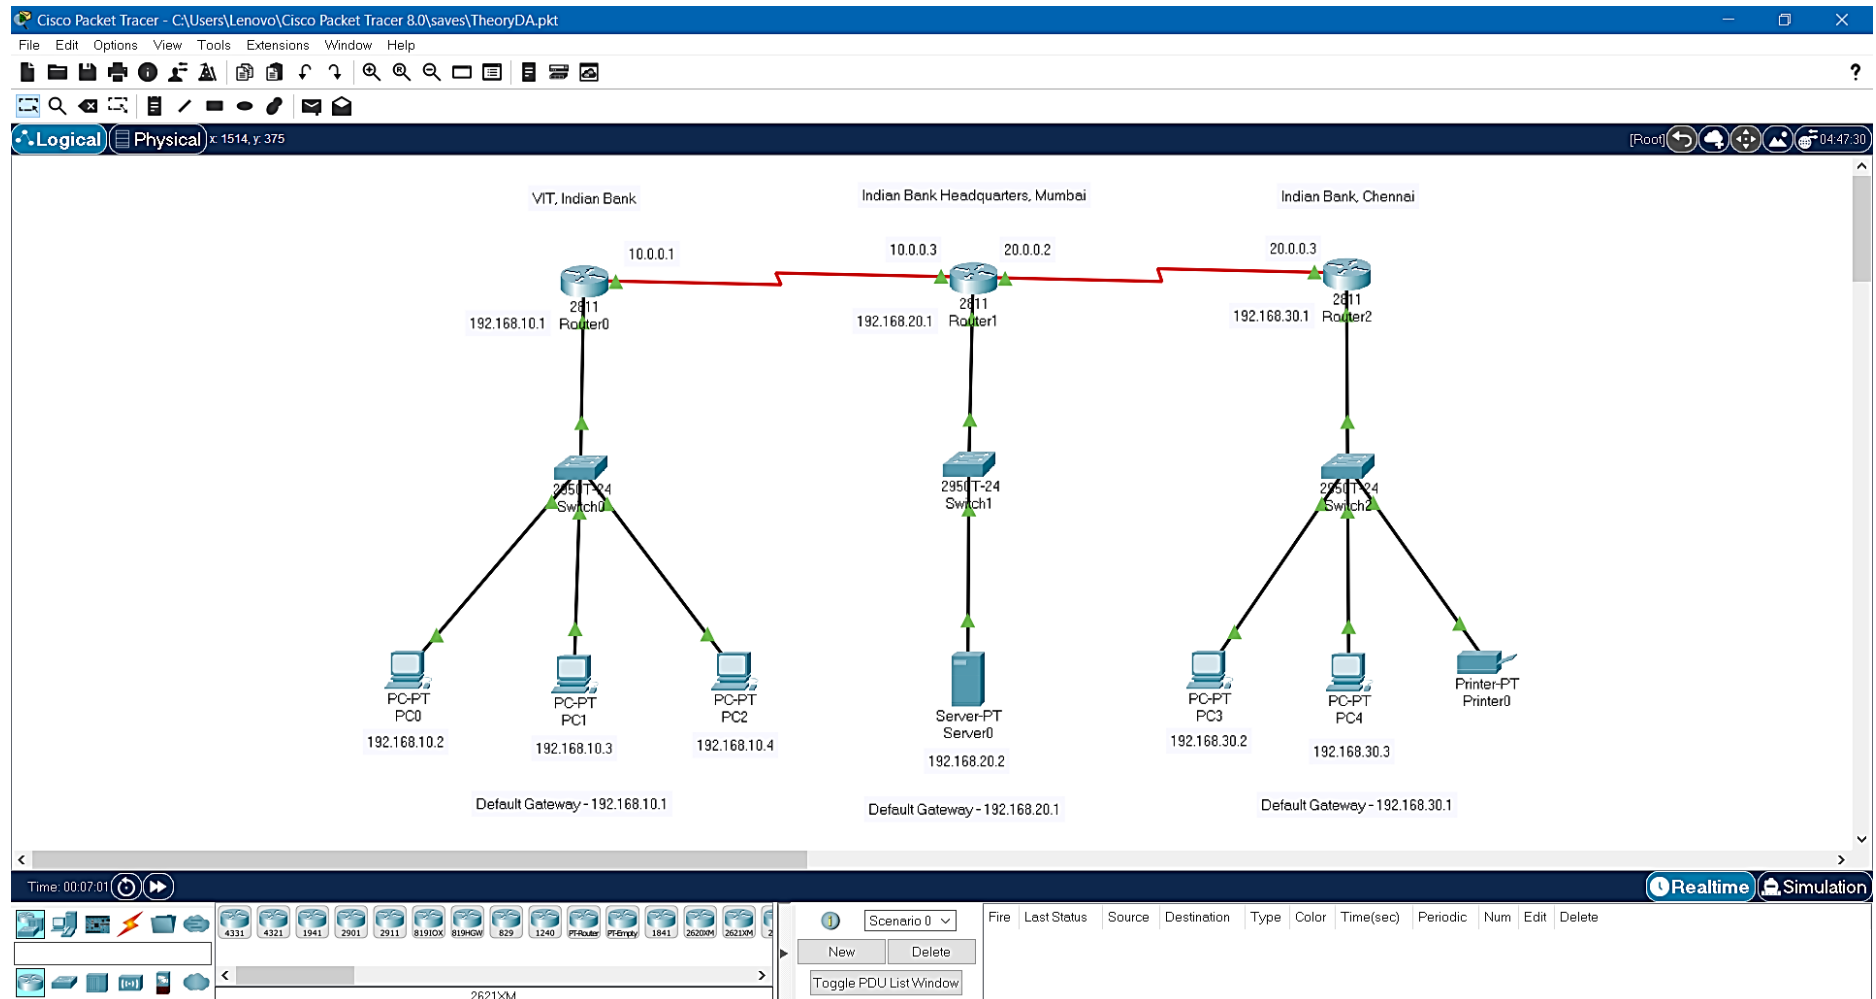 Cisco Packet Tracer - C:\Users\Lenovo\Cisco Packet Tracer 8.0\saves\TheoryDA.pkt
File Edit Options View Tools Extensions Window Help
?
Logical Physical x: 1514, y: 375 [Root] 04:47:30
VIT, Indian Bank
Indian Bank Headquarters, Mumbai
Indian Bank, Chennai
10.0.0.1
10.0.0.3
20.0.0.2
20.0.0.3
2811
Router0
192.168.10.1
2811
Router1
192.168.20.1
2811
Router2
192.168.30.1
2950T-24
Switch0
2950T-24
Switch1
2950T-24
Switch2
PC-PT
PC0
192.168.10.2
PC-PT
PC1
192.168.10.3
PC-PT
PC2
192.168.10.4
Server-PT
Server0
192.168.20.2
PC-PT
PC3
192.168.30.2
PC-PT
PC4
192.168.30.3
Printer-PT
Printer0
Default Gateway - 192.168.10.1
Default Gateway - 192.168.20.1
Default Gateway - 192.168.30.1
Time: 00:07:01
Realtime Simulation
4331 4321 1941 2901 2911 819IOX 819HGW 829 1240 PT-Router PT-Empty 1841 2620XM 2621XM 2
2621XM
Scenario 0
New Delete
Toggle PDU List Window
Fire Last Status Source Destination Type Color Time(sec) Periodic Num Edit Delete